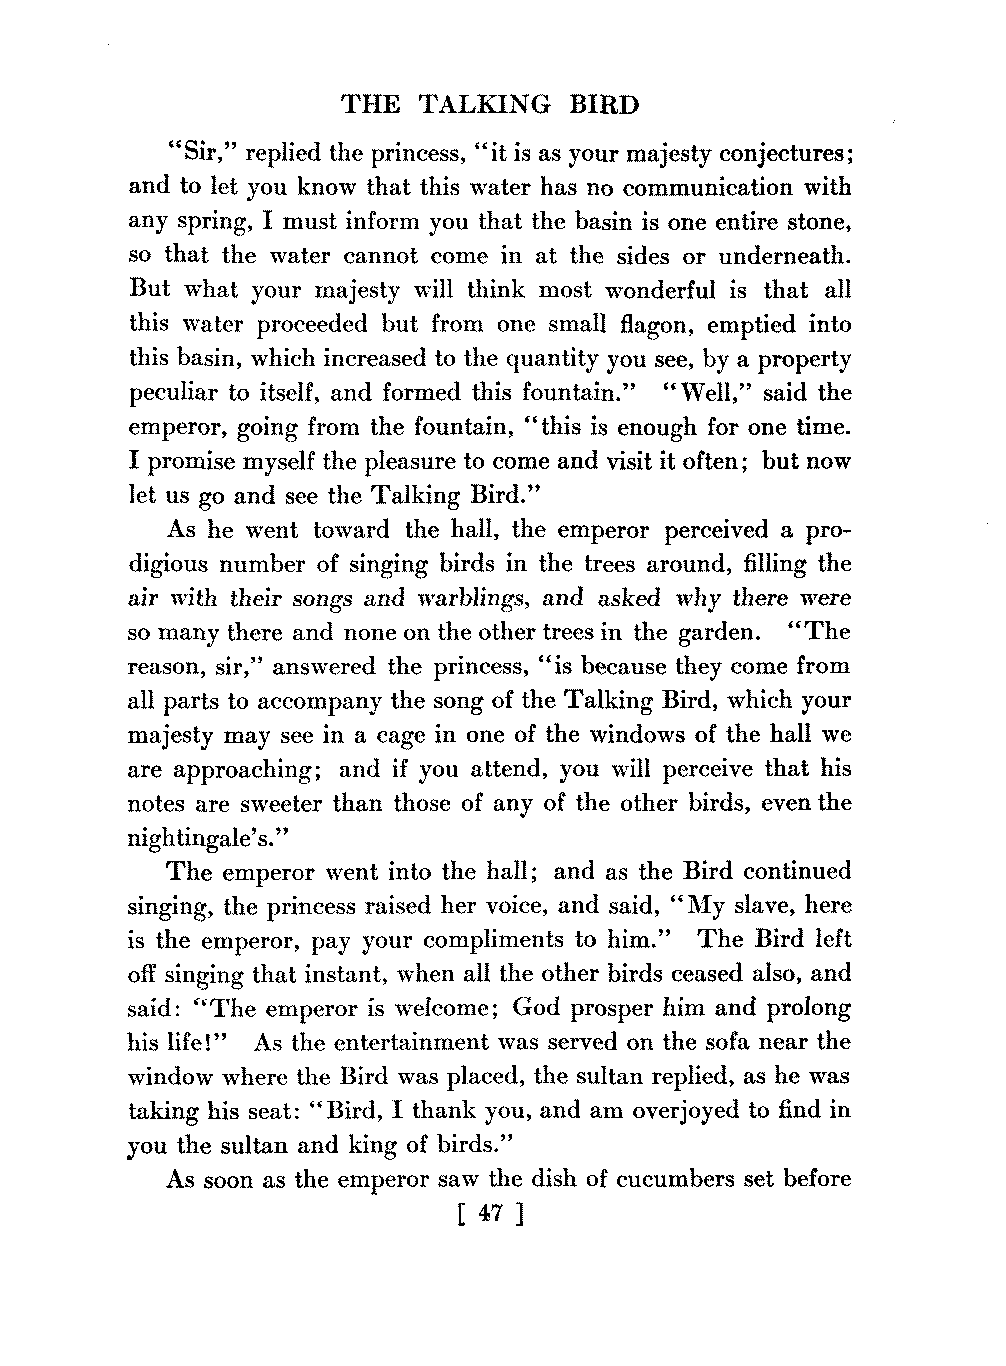 THE TALKING BIRD
“Sir,” replied the princess, “it is as your majesty conjectures;
and to let you know that this water has no communication with
any spring, I must inform you that the basin is one entire stone,
so that the water cannot come in at the sides or underneath.
But what your majesty will think most wonderful is that all
this water proceeded but from one small flagon, emptied into
this basin, which increased to the quantity you see, by a property
peculiar to itself, and formed this fountain.” “Well,” said the
emperor, going from the fountain, “this is enough for one time.
I promise myself the pleasure to come and visit it often; but now
let us go and see the Talking Bird.”
As he went toward the hall, the emperor perceived a pro-
digious number of singing birds in the trees around, filling the
air with their songs and warblings, and asked why there were
so many there and none on the other trees in the garden. “The
reason, sir,” answered the princess, “is because they come from
all parts to accompany the song of the Talking Bird, which your
majesty may see in a cage in one of the windows of the hall we
are approaching; and if you attend, you will perceive that his
notes are sweeter than those of any of the other birds, even the
nightingale’s.”
The emperor went into the hall; and as the Bird continued
singing, the princess raised her voice, and said, “My slave, here
is the emperor, pay your compliments to him.” The Bird left
off singing that instant, when all the other birds ceased also, and
said: “The emperor is welcome; God prosper him and prolong
his life!” As the entertainment was served on the sofa near the
window where the Bird was placed, the sultan replied, as he was
taking his seat: “Bird, I thank you, and am overjoyed to find in
you the sultan and king of birds.”
As soon as the emperor saw the dish of cucumbers set before
[ 47 ]